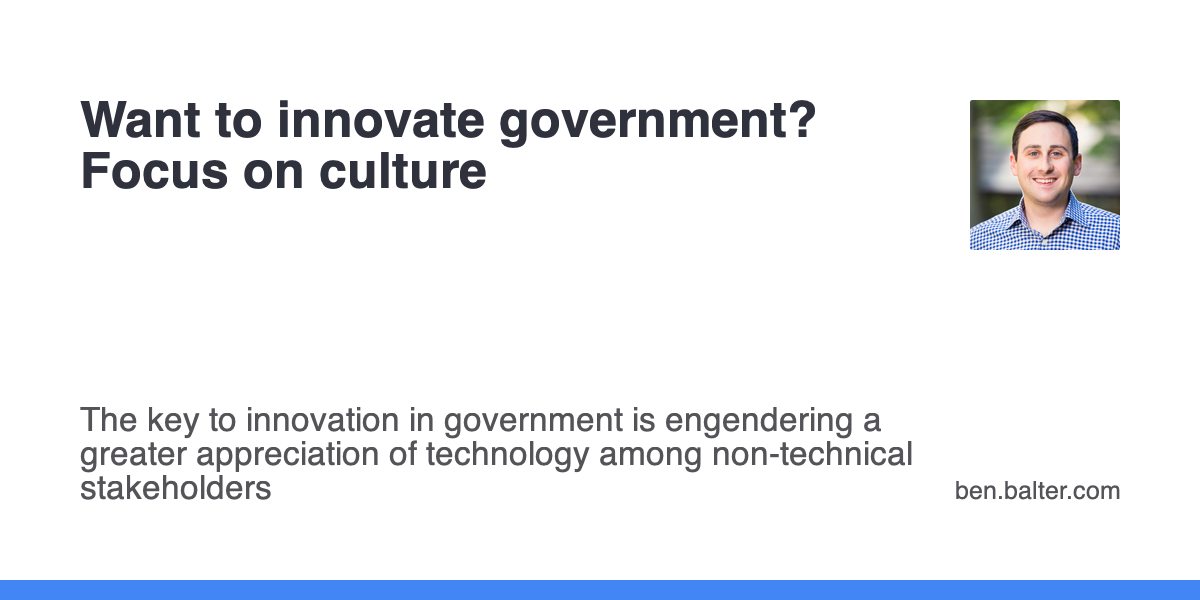 Want to innovate government?
Focus on culture
The key to innovation in government is engendering a
greater appreciation of technology among non-technical
stakeholders
ben.balter.com